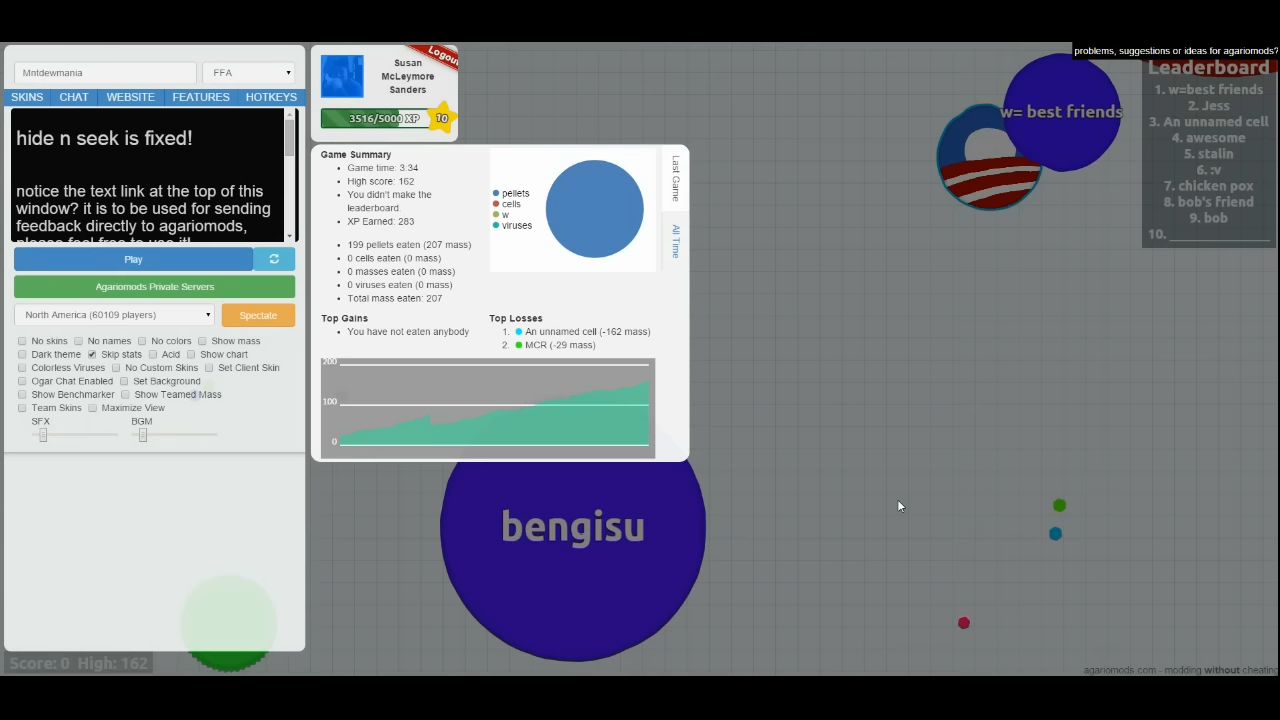 problems, suggestions or ideas for agariomods?
Mntdewmania
FFA
SKINS CHAT WEBSITE FEATURES HOTKEYS
hide n seek is fixed!
notice the text link at the top of this
window? it is to be used for sending
feedback directly to agariomods,
please feel free to use it!
Play
Agariomods Private Servers
North America (60109 players)
Spectate
No skins No names No colors Show mass
Dark theme Skip stats Acid Show chart
Colorless Viruses No Custom Skins Set Client Skin
Ogar Chat Enabled Set Background
Show Benchmarker Show Teamed Mass
Team Skins Maximize View
SFX BGM
Score: 0 High: 162
Susan
McLeymore
Sanders
Logout
3516/5000 XP
10
Game Summary
Game time: 3:34
High score: 162
You didn't make the
leaderboard.
XP Earned: 283
199 pellets eaten (207 mass)
0 cells eaten (0 mass)
0 masses eaten (0 mass)
0 viruses eaten (0 mass)
Total mass eaten: 207
pellets
cells
w
viruses
Last Game
All Time
Top Gains
You have not eaten anybody
Top Losses
1. An unnamed cell (-162 mass)
2. MCR (-29 mass)
200
100
0
bengisu
w= best friends
Leaderboard
1. w=best friends
2. Jess
3. An unnamed cell
4. awesome
5. stalin
6. :v
7. chicken pox
8. bob's friend
9. bob
10. _______________
agariomods.com - modding without cheating